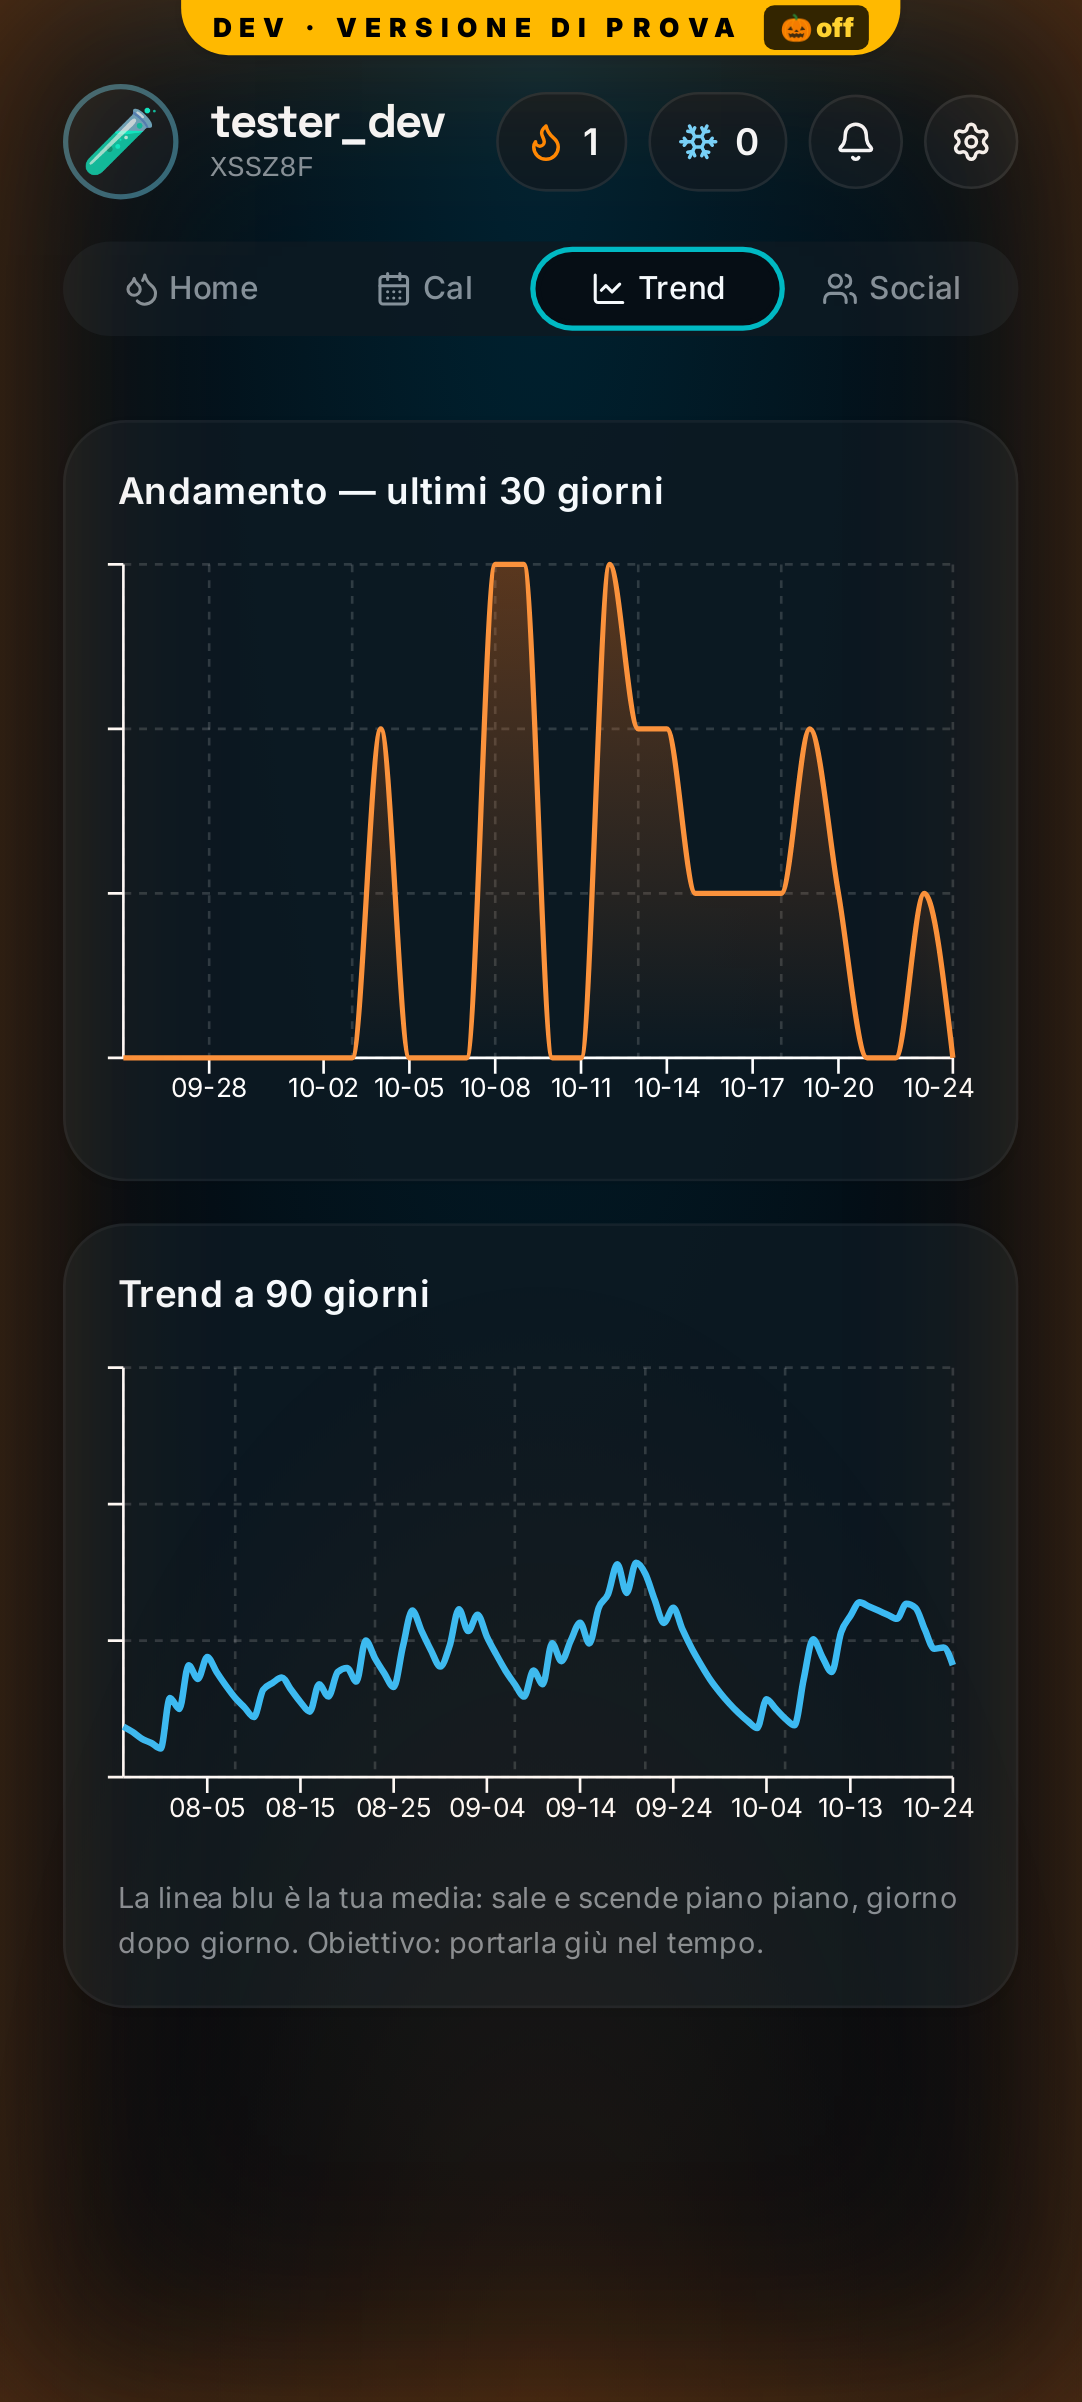 DEV · VERSIONE DI PROVA 🎃off
tester_dev
XSSZ8F
1
0
Home
Cal
Trend
Social
Andamento — ultimi 30 giorni
09-28 10-02 10-05 10-08 10-11 10-14 10-17 10-20 10-24
Trend a 90 giorni
08-05 08-15 08-25 09-04 09-14 09-24 10-04 10-13 10-24
La linea blu è la tua media: sale e scende piano piano, giorno
dopo giorno. Obiettivo: portarla giù nel tempo.